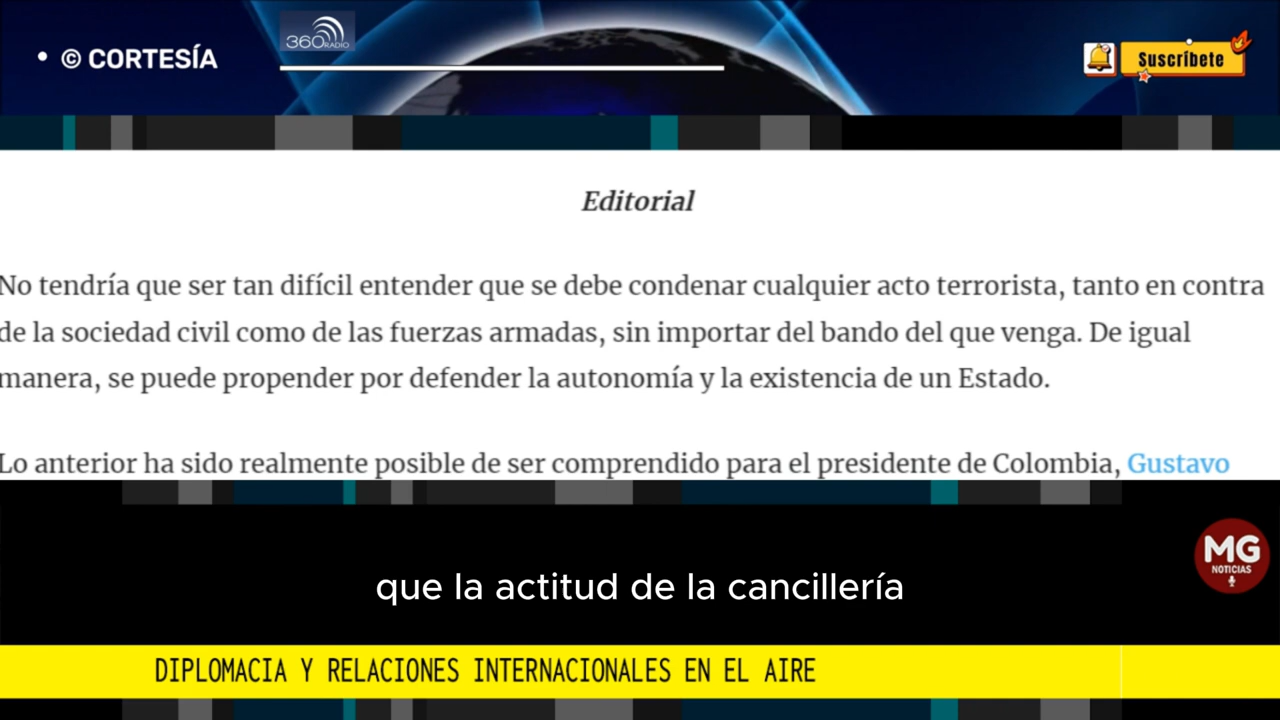 • © CORTESÍA
360RADIO
Suscríbete
Editorial
No tendría que ser tan difícil entender que se debe condenar cualquier acto terrorista, tanto en contra
de la sociedad civil como de las fuerzas armadas, sin importar del bando del que venga. De igual
manera, se puede propender por defender la autonomía y la existencia de un Estado.
Lo anterior ha sido realmente posible de ser comprendido para el presidente de Colombia, Gustavo
MG
NOTICIAS
que la actitud de la cancillería
DIPLOMACIA Y RELACIONES INTERNACIONALES EN EL AIRE